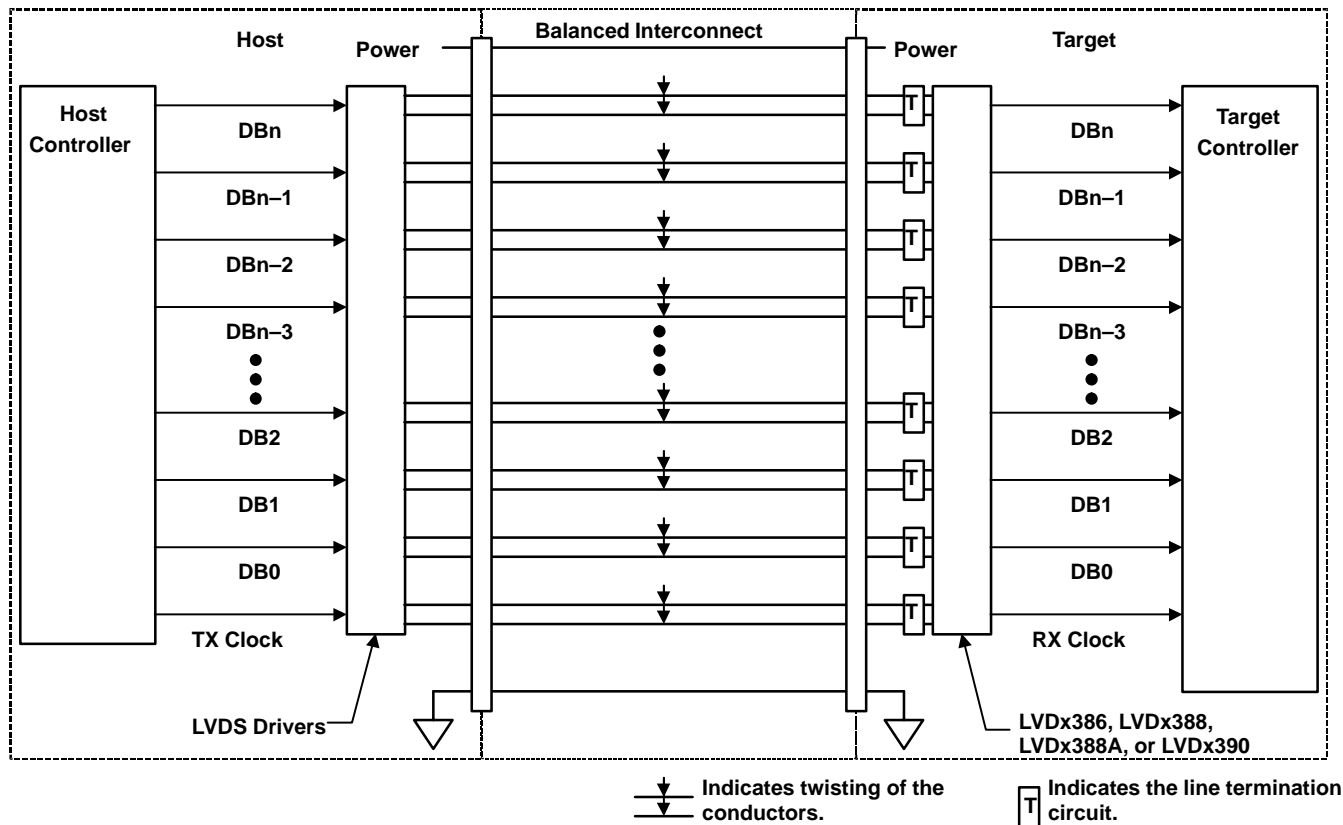 Host
Balanced Interconnect
Target
Power
Power
Host
Controller
Target
Controller
DBn
T
DBn
DBn–1
T
DBn–1
DBn–2
T
DBn–2
DBn–3
T
DBn–3
DB2
T
DB2
DB1
T
DB1
DB0
T
DB0
TX Clock
T
RX Clock
LVDS Drivers
LVDx386, LVDx388,
LVDx388A, or LVDx390
Indicates twisting of the
conductors.
T
Indicates the line termination
circuit.